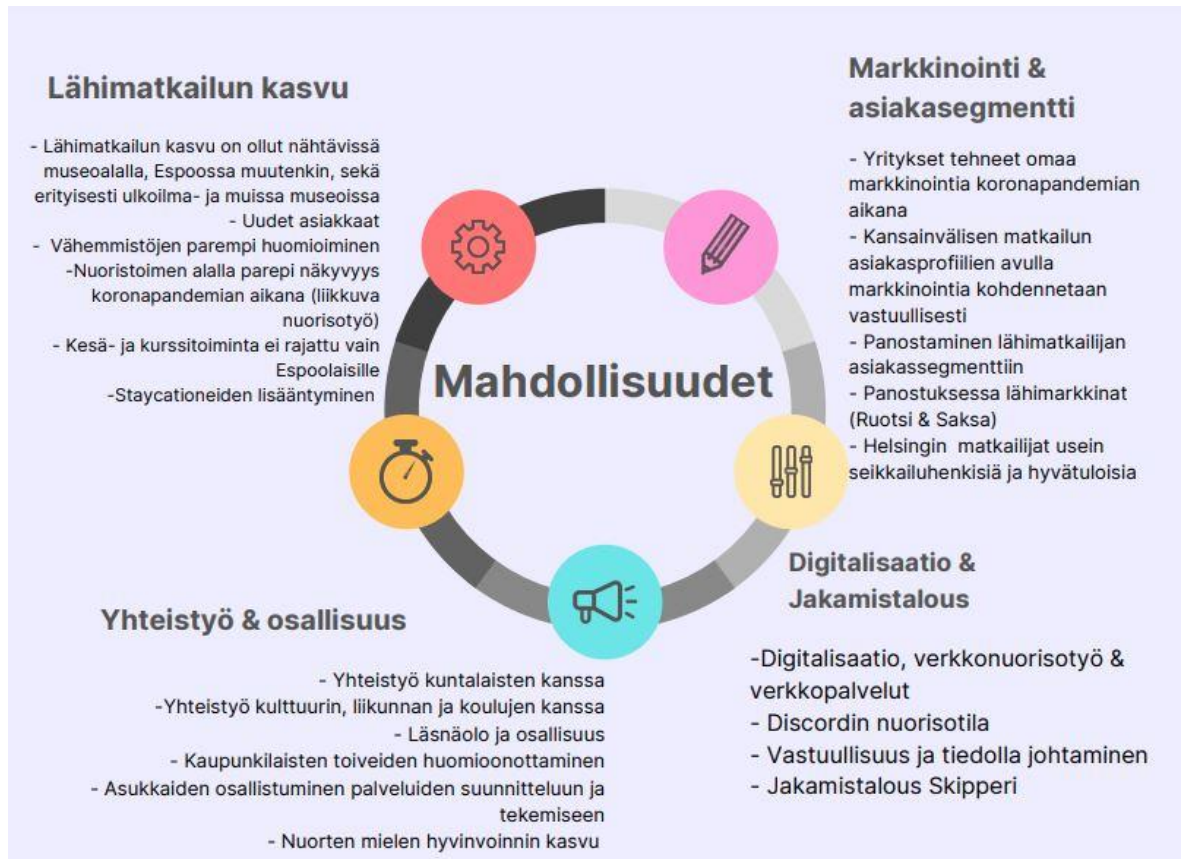 Lähimatkailun kasvu
- Lähimatkailun kasvu on ollut nähtävissä
museoalalla, Espoossa muutenkin, sekä
erityisesti ulkoilma- ja muissa museoissa
- Uudet asiakkaat
- Vähemmistöjen parempi huomioiminen
-Nuoristoimen alalla parepi näkyvyys
koronapandemian aikana (liikkuva
nuorisotyö)
- Kesä- ja kurssitoiminta ei rajattu vain
Espoolaisille
-Staycationeiden lisääntyminen
Markkinointi &
asiakasegmentti
- Yritykset tehneet omaa
markkinointia koronapandemian
aikana
- Kansainvälisen matkailun
asiakasprofiilien avulla
markkinointia kohdennetaan
vastuullisesti
- Panostaminen lähimatkailijan
asiakassegmenttiin
- Panostuksessa lähimarkkinat
(Ruotsi & Saksa)
- Helsingin matkailijat usein
seikkailuhenkisiä ja hyvätuloisia
Mahdollisuudet
Yhteistyö & osallisuus
- Yhteistyö kuntalaisten kanssa
-Yhteistyö kulttuurin, liikunnan ja koulujen kanssa
- Läsnäolo ja osallisuus
- Kaupunkilaisten toiveiden huomioonottaminen
- Asukkaiden osallistuminen palveluiden suunnitteluun ja
tekemiseen
- Nuorten mielen hyvinvoinnin kasvu
Digitalisaatio &
Jakamistalous
-Digitalisaatio, verkkonuorisotyö &
verkkopalvelut
- Discordin nuorisotila
- Vastuullisuus ja tiedolla johtaminen
- Jakamistalous Skipperi